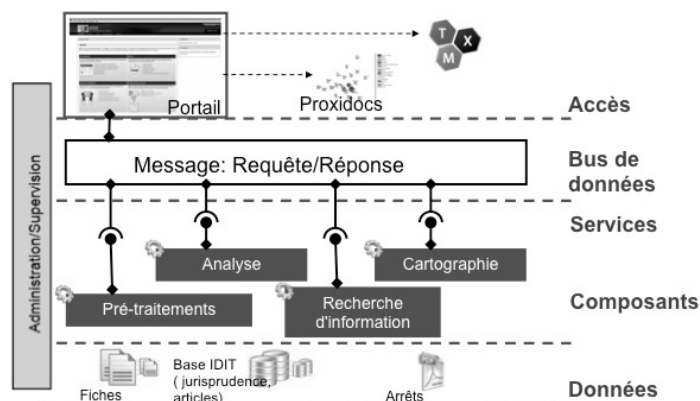 T
X
M
Portail
Proxidocs
Accès
Message: Requête/Réponse
Bus de
données
Administration/Supervision
Services
Analyse
Cartographie
Pré-traitements
Recherche
d'information
Composants
Base IDIT
( jurisprudence,
articles)
Fiches
Arrêts
Données